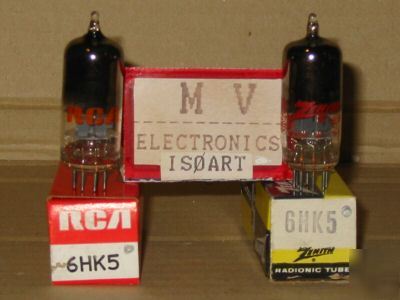 RCA
M V
ELECTRONICS
ISØART
ZENITH
RCA
6HK5
6HK5
ZENITH
RADIONIC TUBE